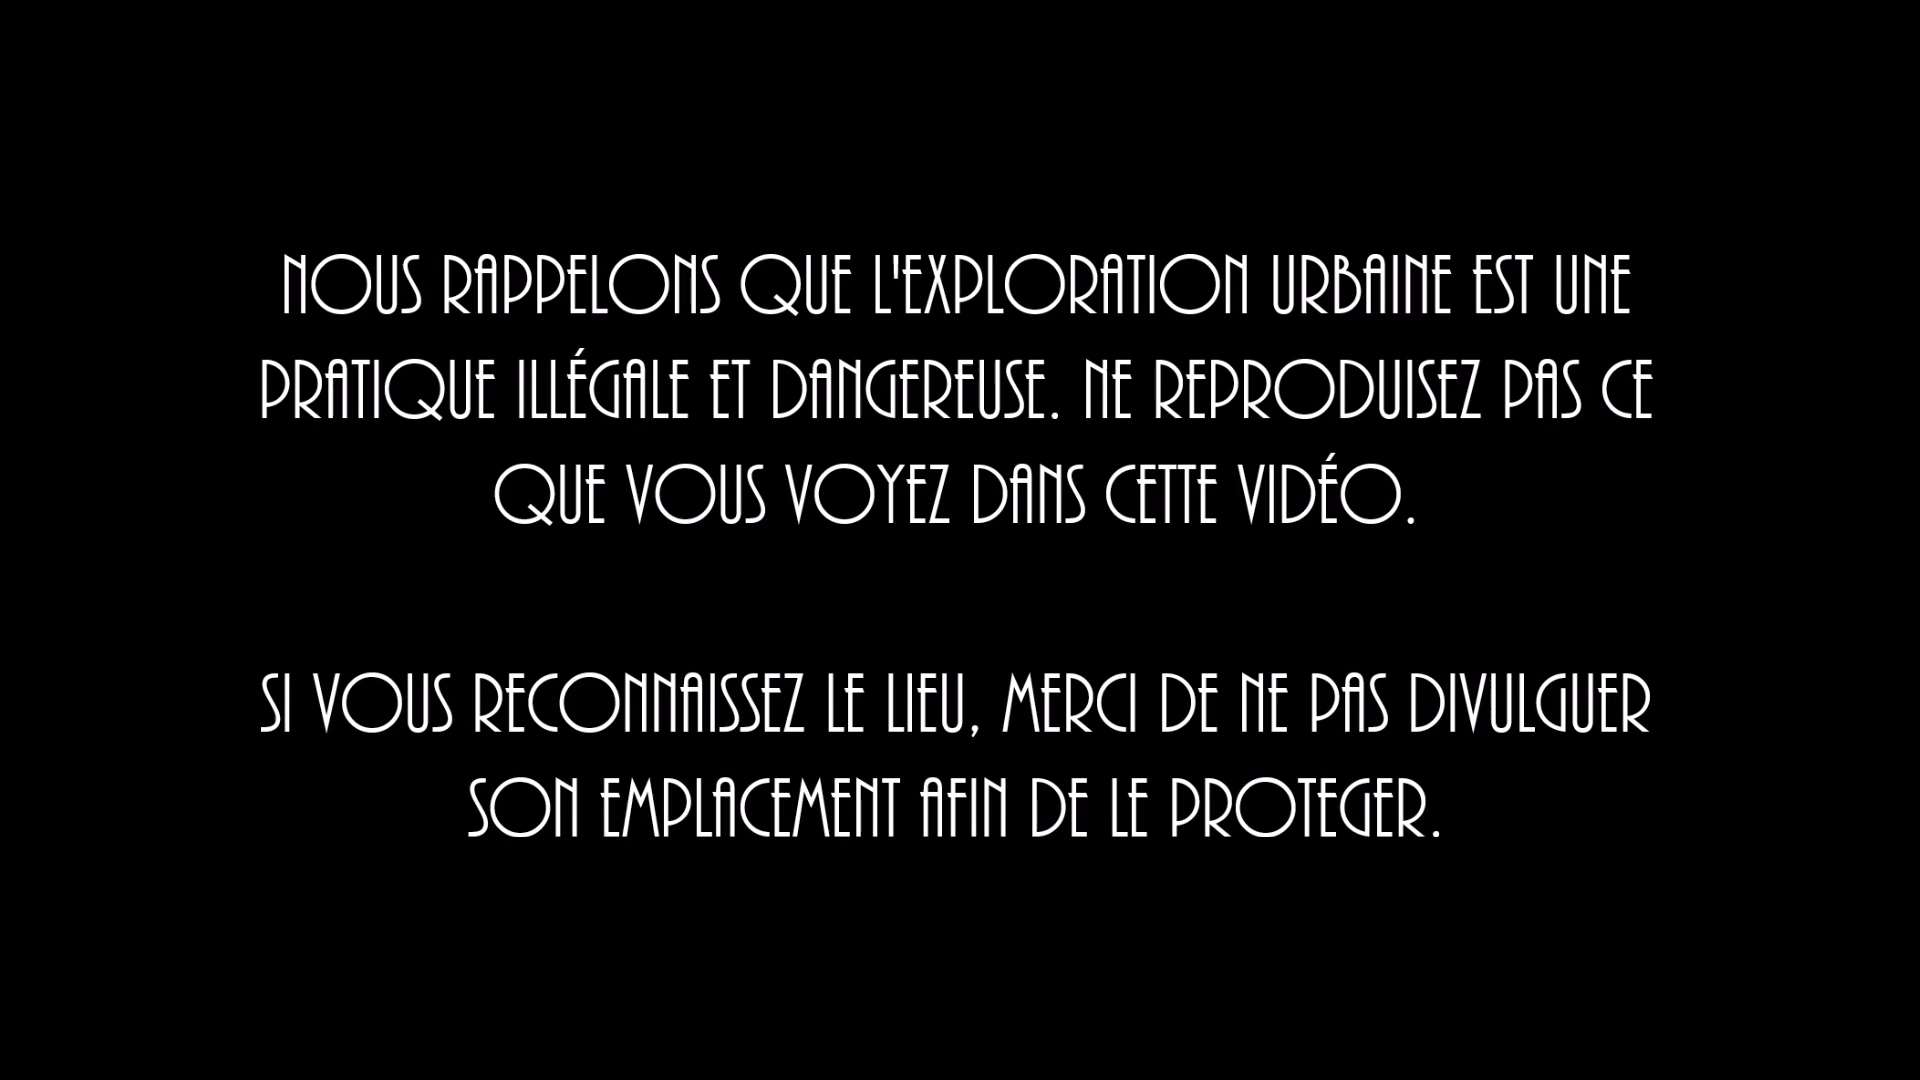 NOUS RAPPELONS QUE L'EXPLORATION URBAINE EST UNE
PRATIQUE ILLÉGALE ET DANGEREUSE. NE REPRODUISEZ PAS CE
QUE VOUS VOYEZ DANS CETTE VIDÉO.
SI VOUS RECONNAISSEZ LE LIEU, MERCI DE NE PAS DIVULGUER
SON EMPLACEMENT AFIN DE LE PROTEGER.